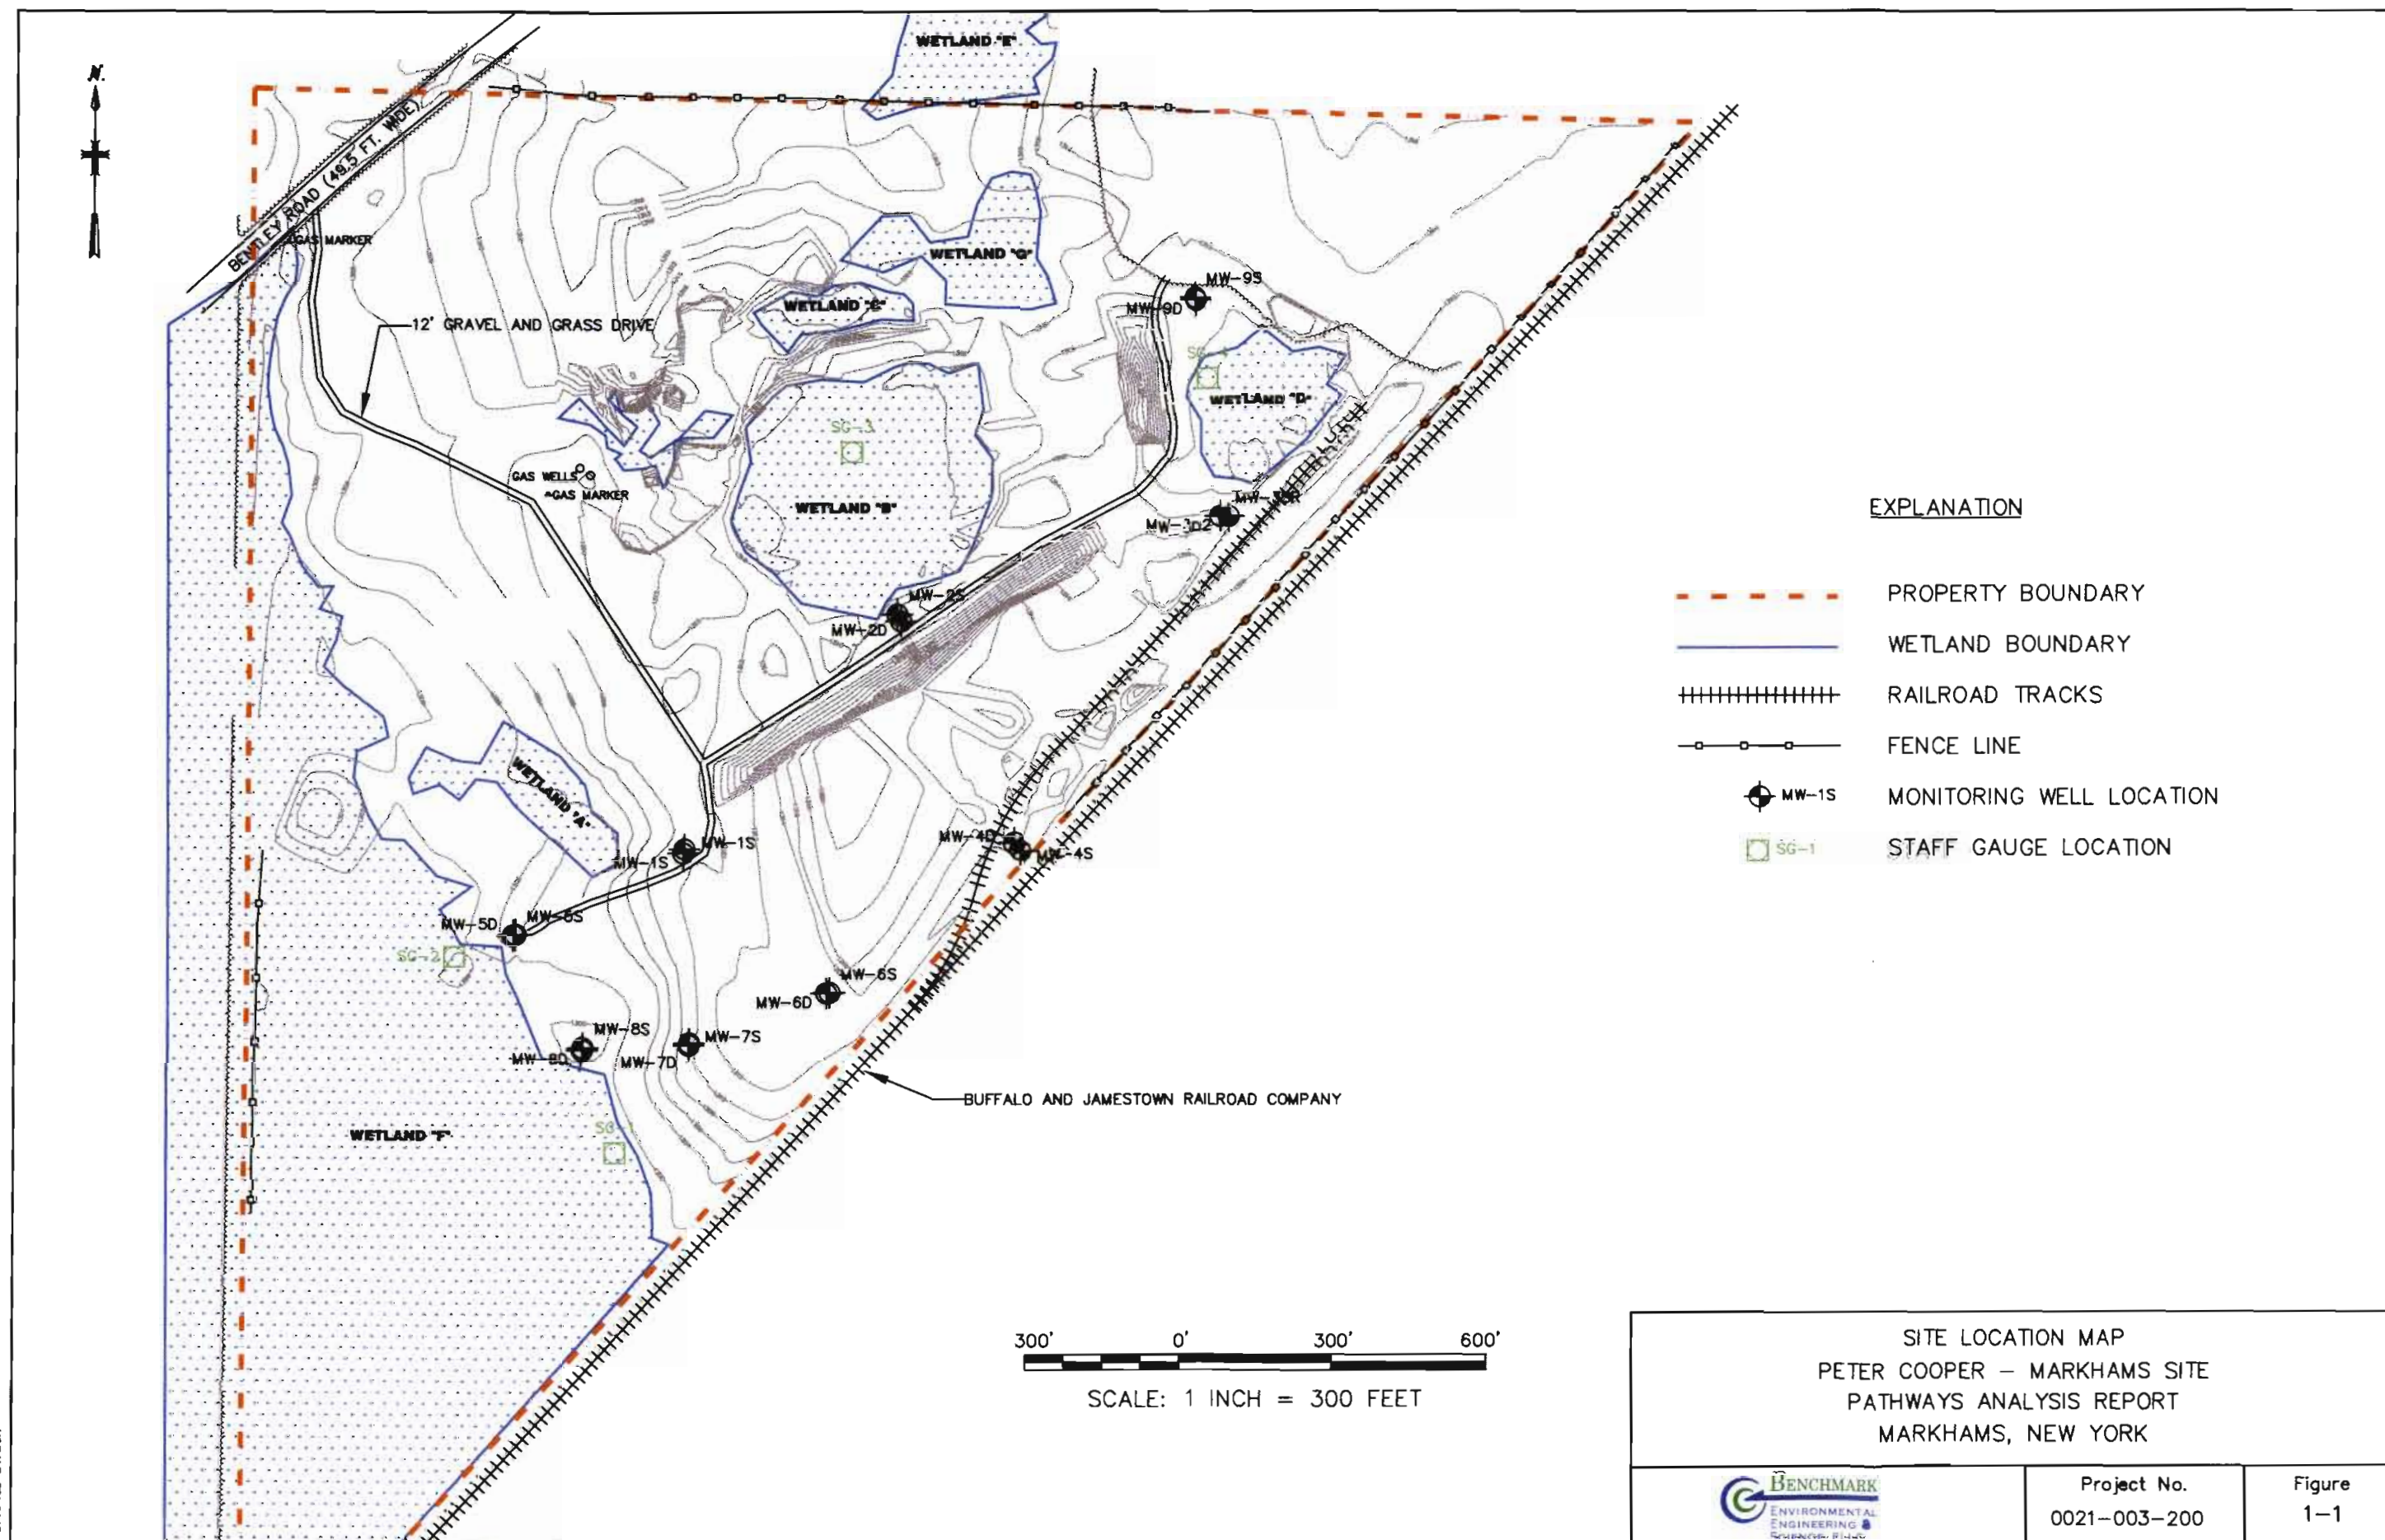 WETLAND "E"
N.
BENTLEY ROAD (49.5 FT. WIDE)
GAS MARKER
WETLAND "G"
MW-9S
WETLAND "C"
MW-9D
12' GRAVEL AND GRASS DRIVE
WETLAND "D"
SG-3
GAS WELLS
GAS MARKER
WETLAND "B"
MW-3D2
MW-2S
MW-2D
WETLAND "A"
MW-1S
MW-1S
MW-4D
MW-4S
MW-5D
MW-5S
SG-2
MW-6S
MW-6D
MW-8S
MW-8D
MW-7S
MW-7D
BUFFALO AND JAMESTOWN RAILROAD COMPANY
WETLAND "F"
EXPLANATION
PROPERTY BOUNDARY
WETLAND BOUNDARY
RAILROAD TRACKS
FENCE LINE
MW-1S MONITORING WELL LOCATION
SG-1 STAFF GAUGE LOCATION
300' 0' 300' 600'
SCALE: 1 INCH = 300 FEET
SITE LOCATION MAP
PETER COOPER – MARKHAMS SITE
PATHWAYS ANALYSIS REPORT
MARKHAMS, NEW YORK
BENCHMARK
ENVIRONMENTAL
ENGINEERING &
SCIENCE, PLLC
Project No.
0021-003-200
Figure
1-1